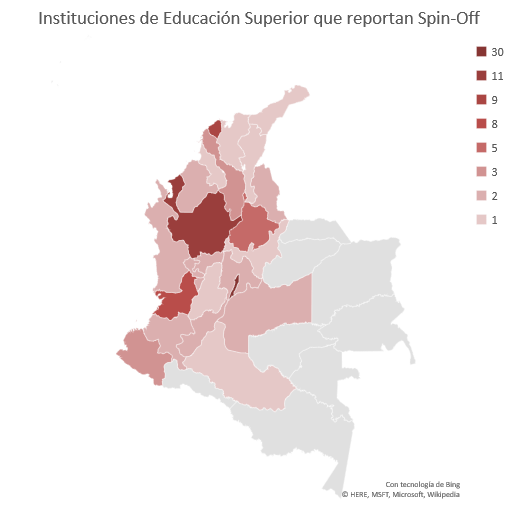 Instituciones de Educación Superior que reportan Spin-Off
30
11
9
8
5
3
2
1
Con tecnología de Bing
© HERE, MSFT, Microsoft, Wikipedia